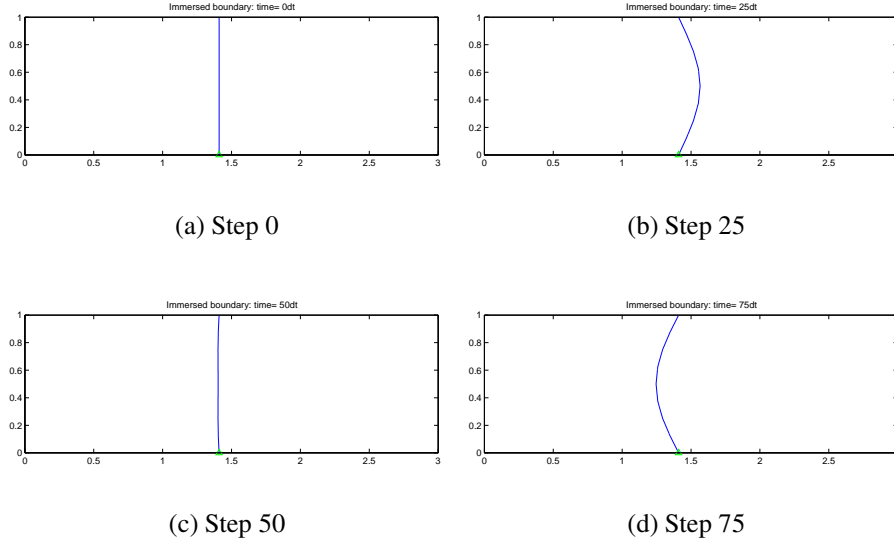 Immersed boundary: time= 0dt
1
0.8
0.6
0.4
0.2
0
0 0.5 1 1.5 2 2.5 3
(a) Step 0
Immersed boundary: time= 25dt
1
0.8
0.6
0.4
0.2
0
0 0.5 1 1.5 2 2.5
(b) Step 25
Immersed boundary: time= 50dt
1
0.8
0.6
0.4
0.2
0
0 0.5 1 1.5 2 2.5 3
(c) Step 50
Immersed boundary: time= 75dt
1
0.8
0.6
0.4
0.2
0
0 0.5 1 1.5 2 2.5
(d) Step 75